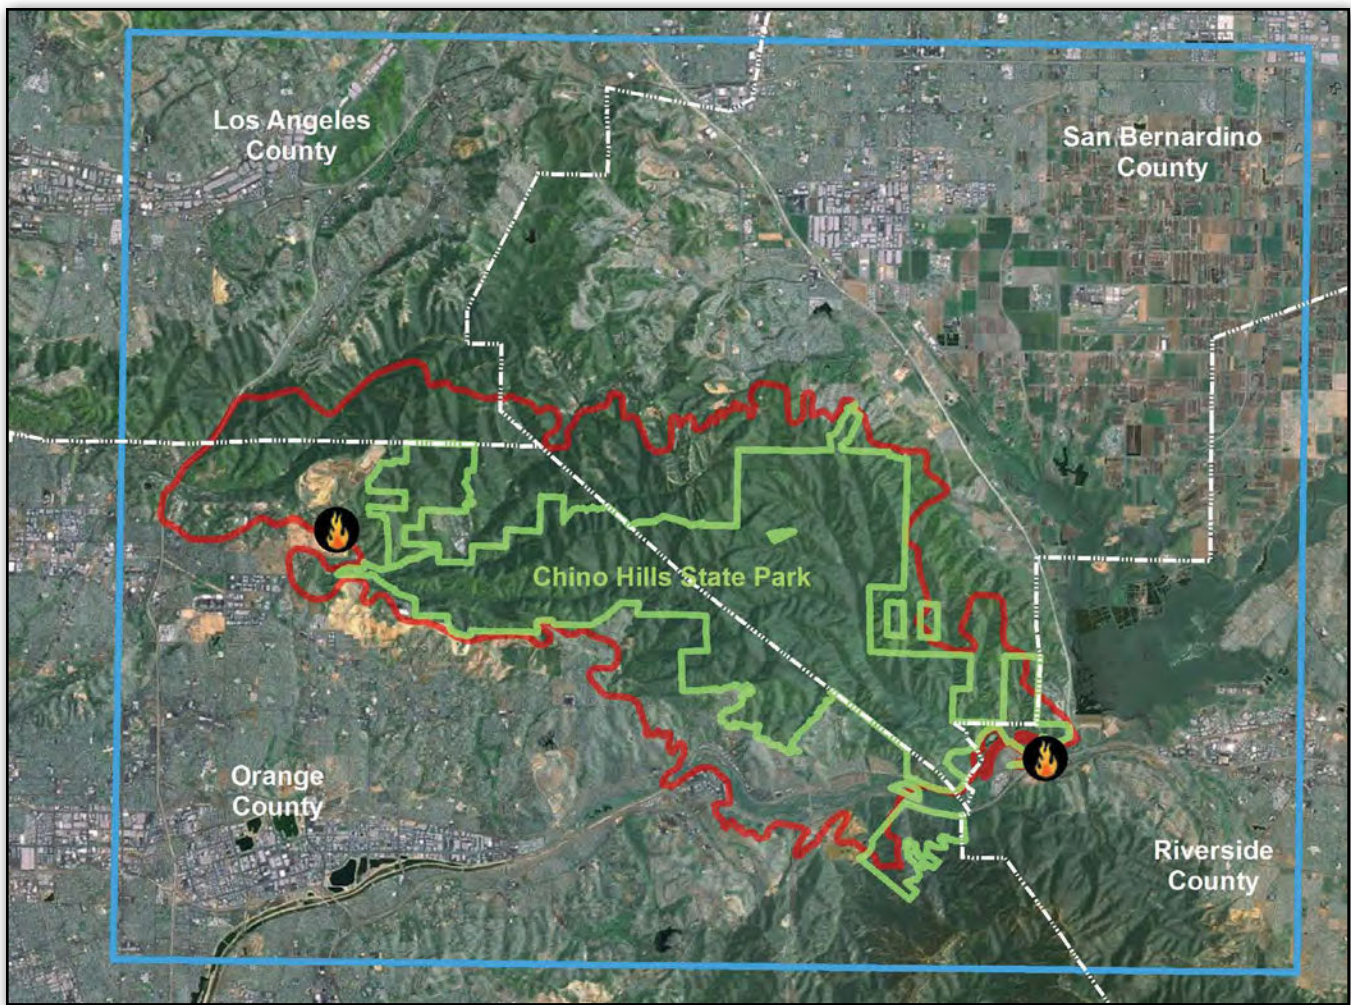 Los Angeles
County
San Bernardino
County
Chino Hills State Park
Orange
County
Riverside
County